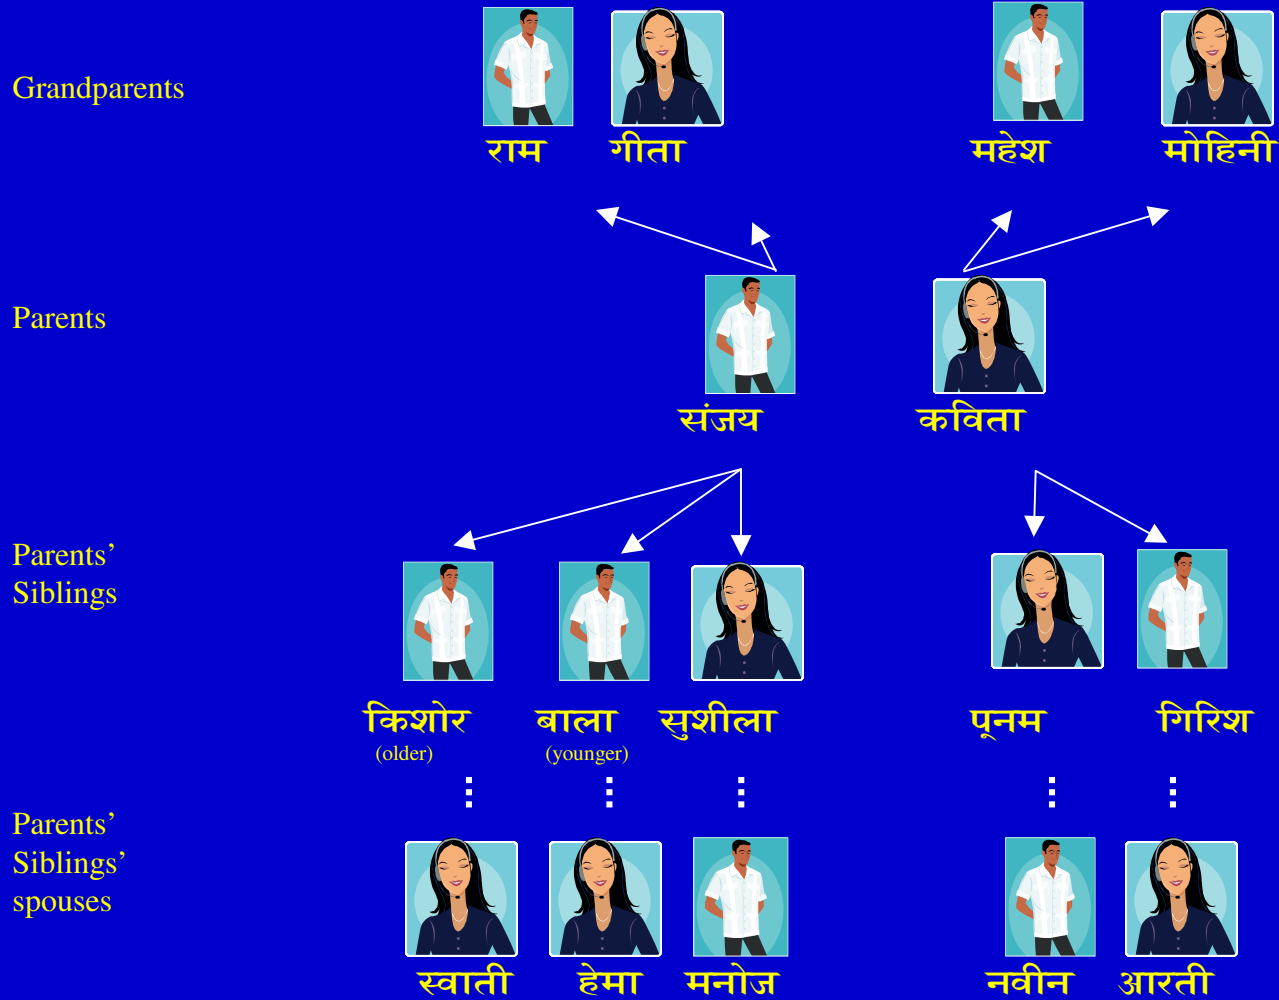 Grandparents
राम गीता महेश मोहिनी
Parents
संजय कविता
Parents’
Siblings
किशोर बाला सुशीला पूनम गिरिश
(older) (younger)
Parents’
Siblings’
spouses
स्वाती हेमा मनोज नवीन आरती